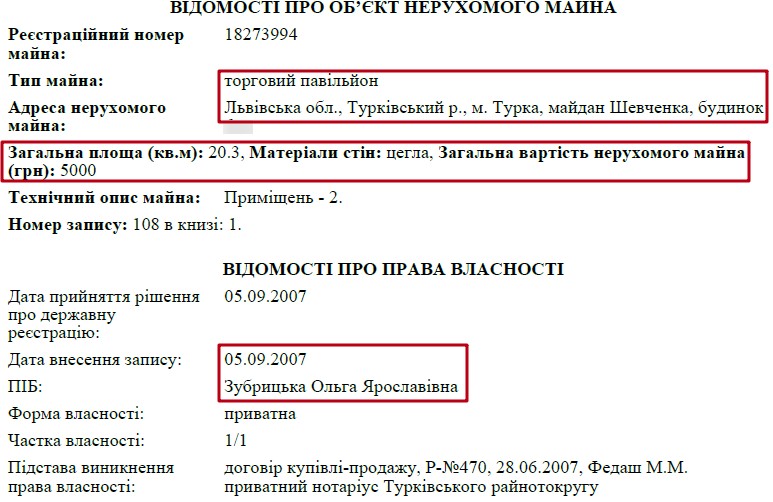 ВІДОМОСТІ ПРО ОБ’ЄКТ НЕРУХОМОГО МАЙНА
Реєстраційний номер майна: 18273994
Тип майна: торговий павільйон
Адреса нерухомого майна: Львівська обл., Турківський р., м. Турка, майдан Шевченка, будинок
Загальна площа (кв.м): 20.3, Матеріали стін: цегла, Загальна вартість нерухомого майна
(грн): 5000
Технічний опис майна: Приміщень - 2.
Номер запису: 108 в книзі: 1.
ВІДОМОСТІ ПРО ПРАВА ВЛАСНОСТІ
Дата прийняття рішення про державну реєстрацію: 05.09.2007
Дата внесення запису: 05.09.2007
ПІБ: Зубрицька Ольга Ярославівна
Форма власності: приватна
Частка власності: 1/1
Підстава виникнення права власності: договір купівлі-продажу, Р-№470, 28.06.2007, Федаш М.М.
приватний нотаріус Турківського райнотокругу